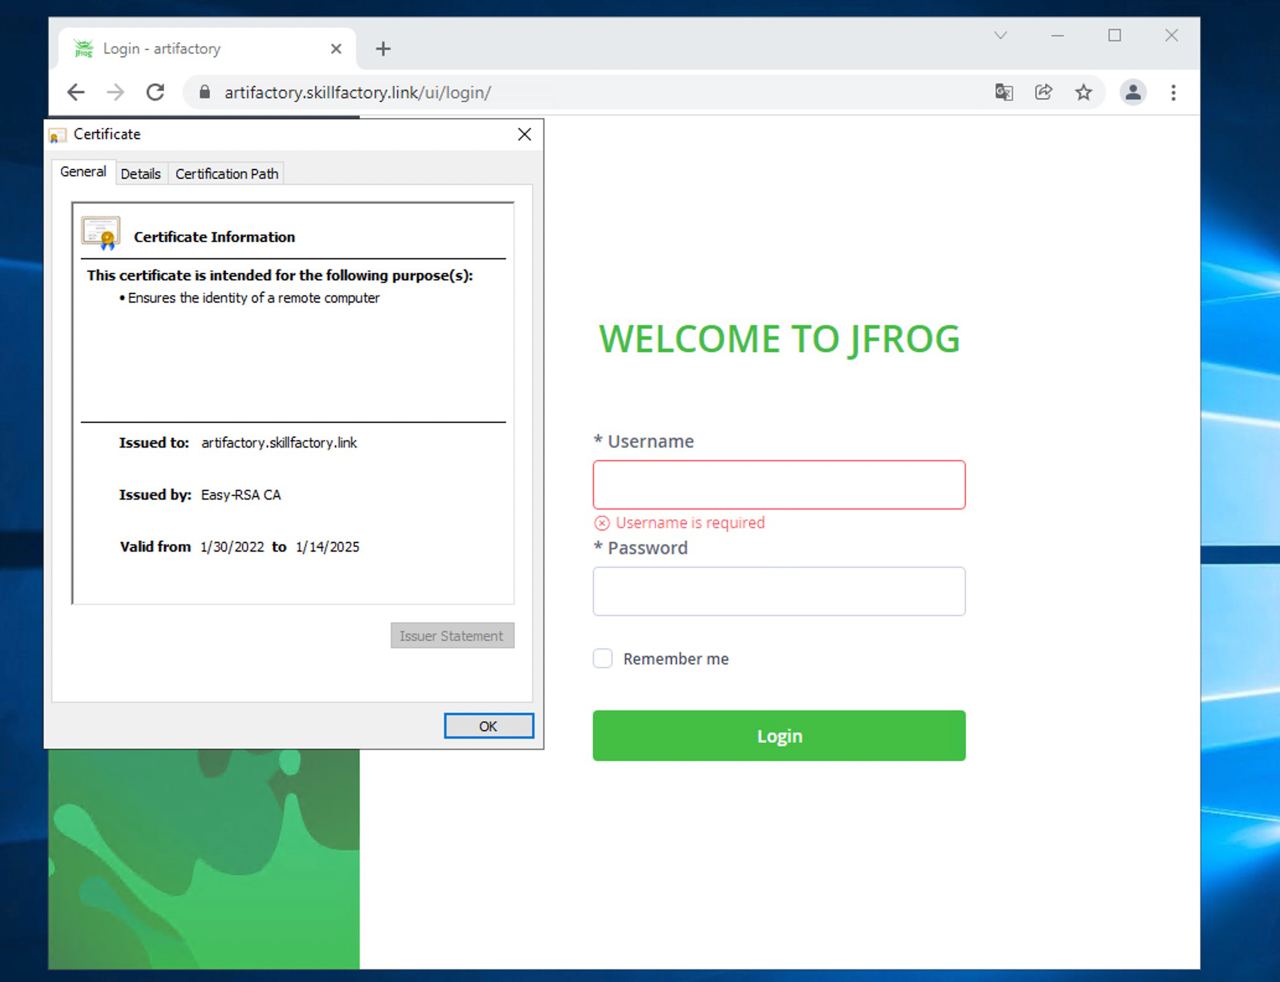 JFrog
Login - artifactory
artifactory.skillfactory.link/ui/login/
Certificate
General
Details
Certification Path
Certificate Information
This certificate is intended for the following purpose(s):
• Ensures the identity of a remote computer
Issued to: artifactory.skillfactory.link
Issued by: Easy-RSA CA
Valid from 1/30/2022 to 1/14/2025
Issuer Statement
OK
WELCOME TO JFROG
* Username
Username is required
* Password
Remember me
Login